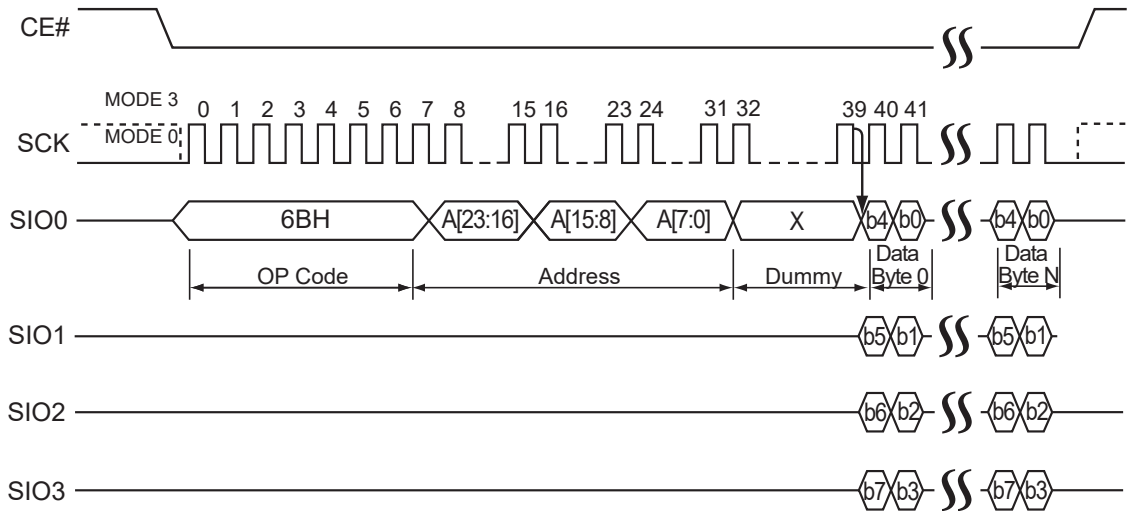 CE#
MODE 3
0 1 2 3 4 5 6 7 8 15 16 23 24 31 32 39 40 41
SCK MODE 0
SIO0 6BH A[23:16] A[15:8] A[7:0] X b4 b0 b4 b0
OP Code Address Dummy Data Byte 0 Data Byte N
SIO1 b5 b1 b5 b1
SIO2 b6 b2 b6 b2
SIO3 b7 b3 b7 b3